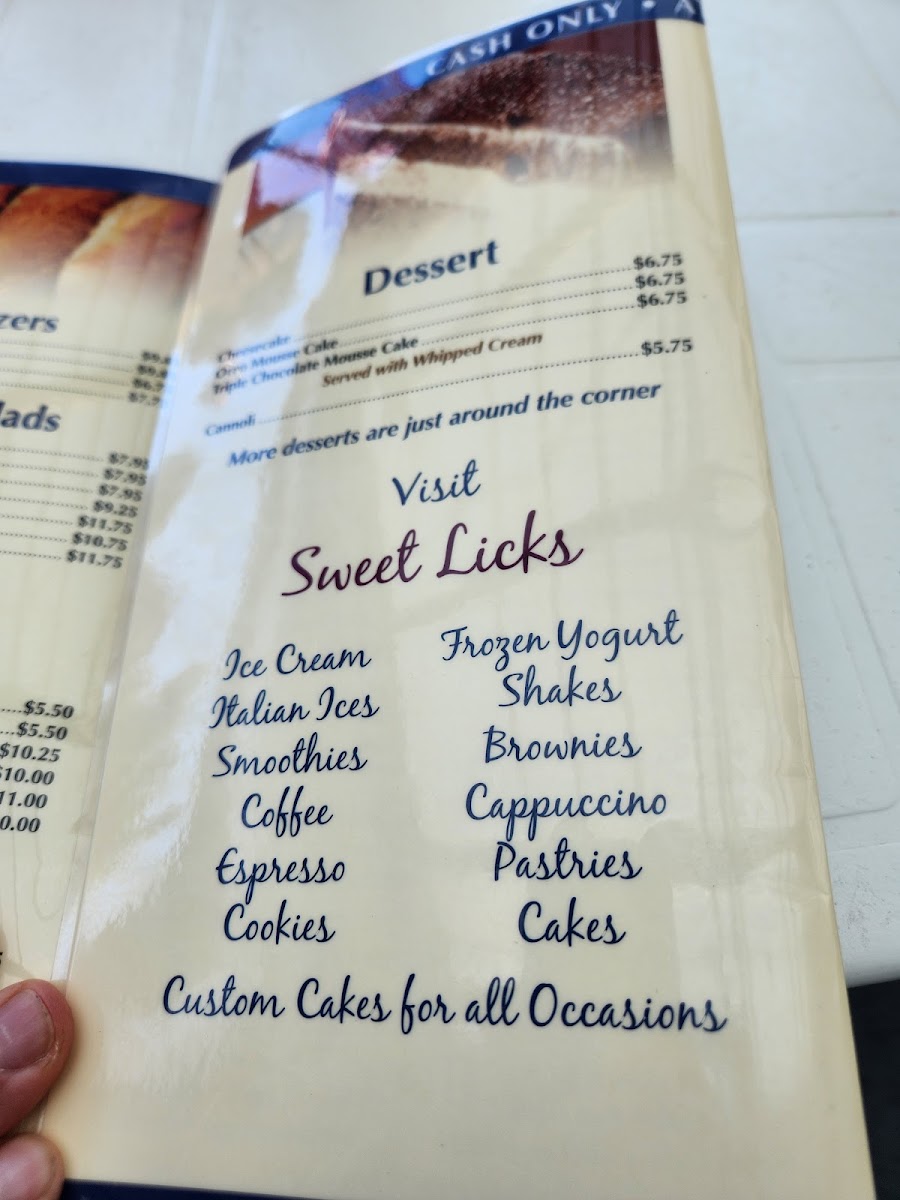 CASH ONLY •
zers
lads
$7.95
$7.95
$7.95
$9.25
$11.75
$10.75
$11.75
$5.50
$5.50
$10.25
$10.00
11.00
0.00
Dessert
Cheesecake $6.75
Oreo Mousse Cake $6.75
Triple Chocolate Mousse Cake $6.75
Served with Whipped Cream
Cannoli $5.75
More desserts are just around the corner
Visit
Sweet Licks
Ice Cream Frozen Yogurt
Italian Ices Shakes
Smoothies Brownies
Coffee Cappuccino
Espresso Pastries
Cookies Cakes
Custom Cakes for all Occasions